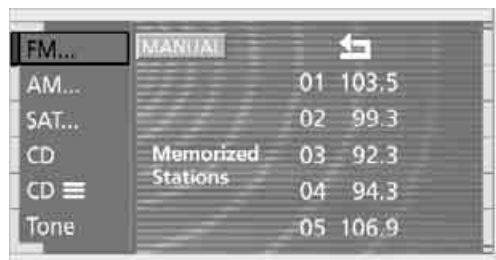 FM... MANUAL
AM... 01 103.5
SAT... 02 99.3
CD Memorized 03 92.3
Stations
CD 04 94.3
Tone 05 106.9